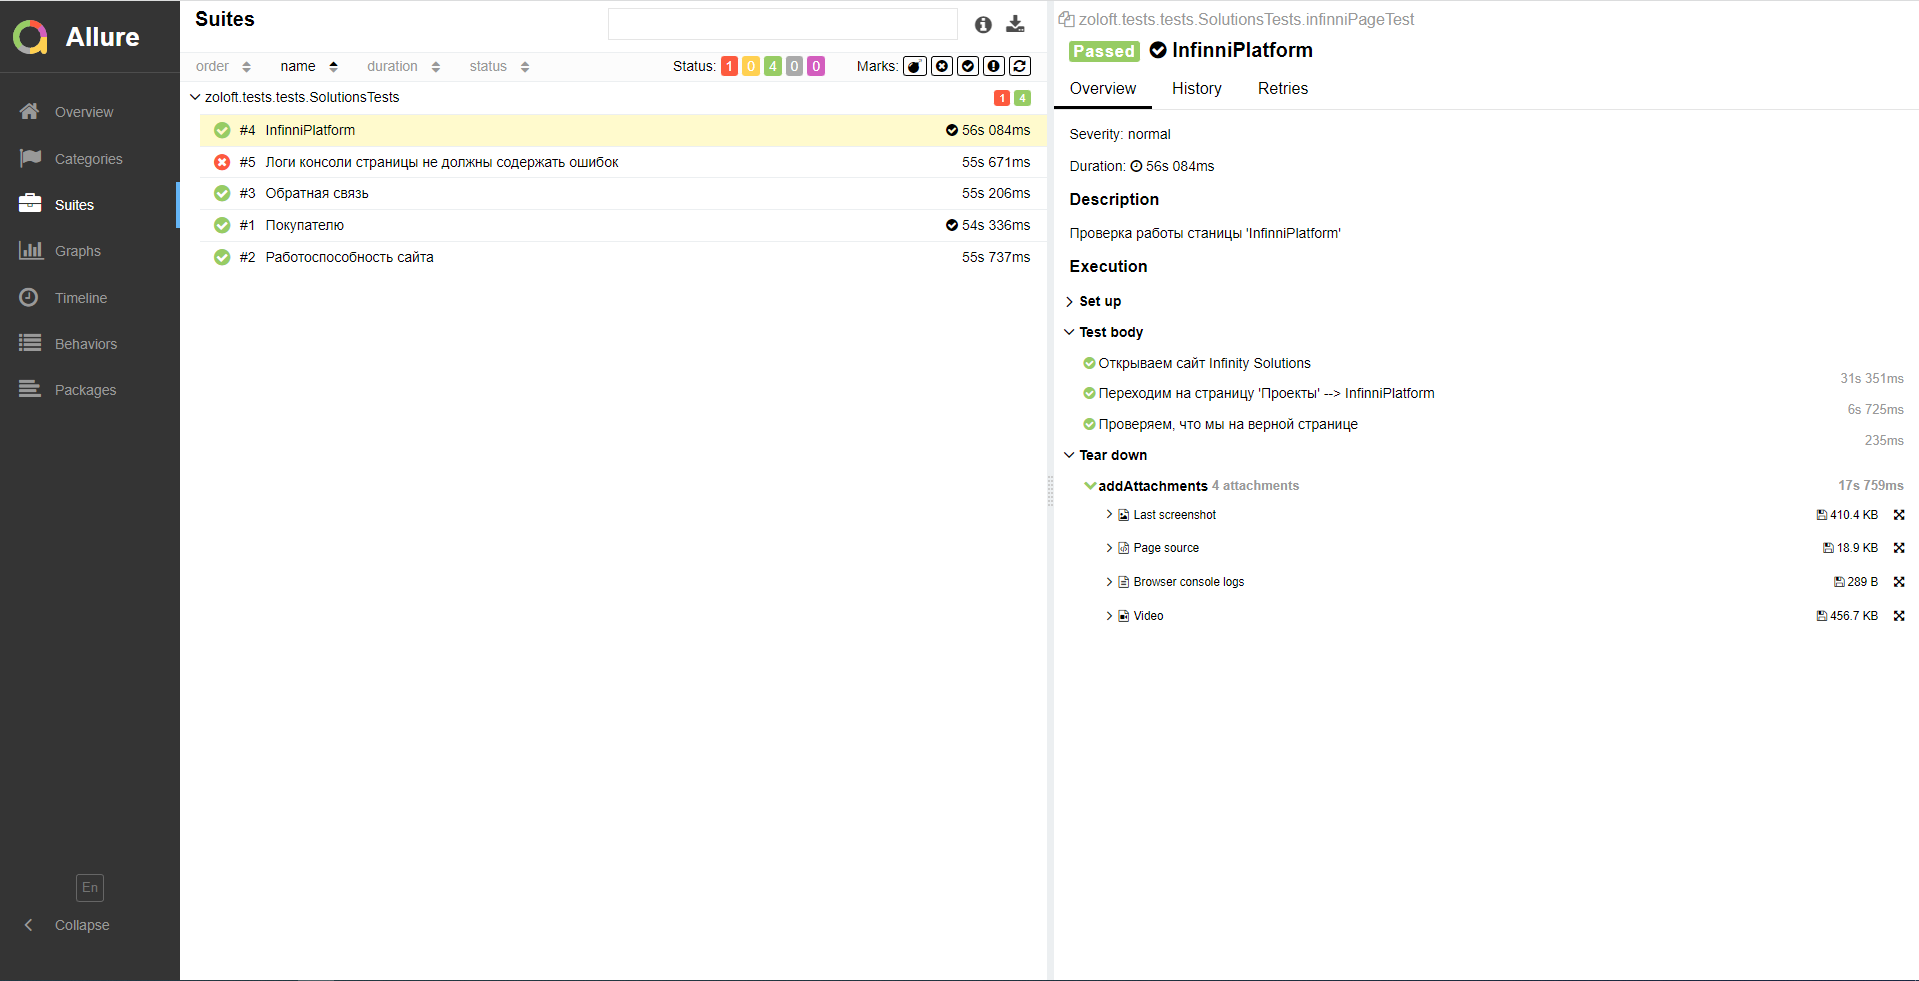 Allure
Overview
Categories
Suites
Graphs
Timeline
Behaviors
Packages
En
Collapse
Suites
order name duration status Status: 1 0 4 0 0 Marks:
zoloft.tests.tests.SolutionsTests 1 4
#4 InfinniPlatform 56s 084ms
#5 Логи консоли страницы не должны содержать ошибок 55s 671ms
#3 Обратная связь 55s 206ms
#1 Покупателю 54s 336ms
#2 Работоспособность сайта 55s 737ms
zoloft.tests.tests.SolutionsTests.infinniPageTest
Passed InfinniPlatform
Overview History Retries
Severity: normal
Duration: 56s 084ms
Description
Проверка работы станицы 'InfinniPlatform'
Execution
Set up
Test body
Открываем сайт Infinity Solutions
31s 351ms
Переходим на страницу 'Проекты' --> InfinniPlatform
6s 725ms
Проверяем, что мы на верной странице
235ms
Tear down
addAttachments 4 attachments 17s 759ms
Last screenshot 410.4 KB
Page source 18.9 KB
Browser console logs 289 B
Video 456.7 KB